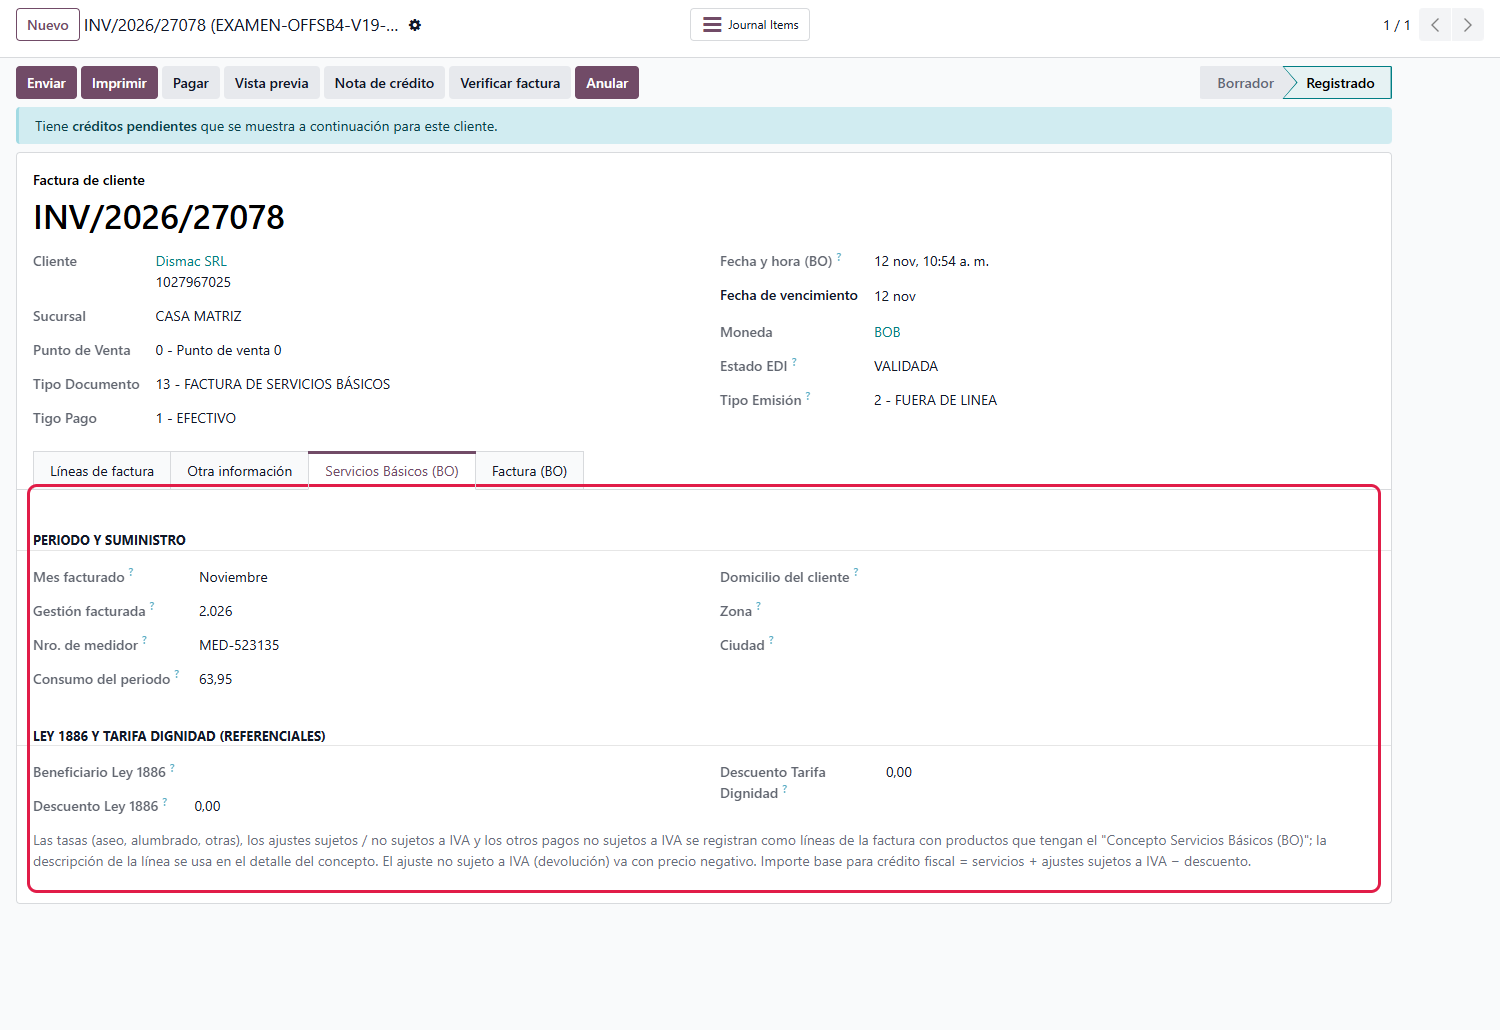 Nuevo INV/2026/27078 (EXAMEN-OFFSB4-V19-... Journal Items 1 / 1
Enviar Imprimir Pagar Vista previa Nota de crédito Verificar factura Anular Borrador Registrado
Tiene créditos pendientes que se muestra a continuación para este cliente.
Factura de cliente
INV/2026/27078
Cliente Dismac SRL
1027967025
Sucursal CASA MATRIZ
Punto de Venta 0 - Punto de venta 0
Tipo Documento 13 - FACTURA DE SERVICIOS BÁSICOS
Tigo Pago 1 - EFECTIVO
Fecha y hora (BO) ? 12 nov, 10:54 a. m.
Fecha de vencimiento 12 nov
Moneda BOB
Estado EDI ? VALIDADA
Tipo Emisión ? 2 - FUERA DE LINEA
Líneas de factura Otra información Servicios Básicos (BO) Factura (BO)
PERIODO Y SUMINISTRO
Mes facturado ? Noviembre
Gestión facturada ? 2.026
Nro. de medidor ? MED-523135
Consumo del periodo ? 63,95
Domicilio del cliente ?
Zona ?
Ciudad ?
LEY 1886 Y TARIFA DIGNIDAD (REFERENCIALES)
Beneficiario Ley 1886 ?
Descuento Ley 1886 ? 0,00
Descuento Tarifa 0,00
Dignidad ?
Las tasas (aseo, alumbrado, otras), los ajustes sujetos / no sujetos a IVA y los otros pagos no sujetos a IVA se registran como líneas de la factura con productos que tengan el "Concepto Servicios Básicos (BO)"; la
descripción de la línea se usa en el detalle del concepto. El ajuste no sujeto a IVA (devolución) va con precio negativo. Importe base para crédito fiscal = servicios + ajustes sujetos a IVA − descuento.